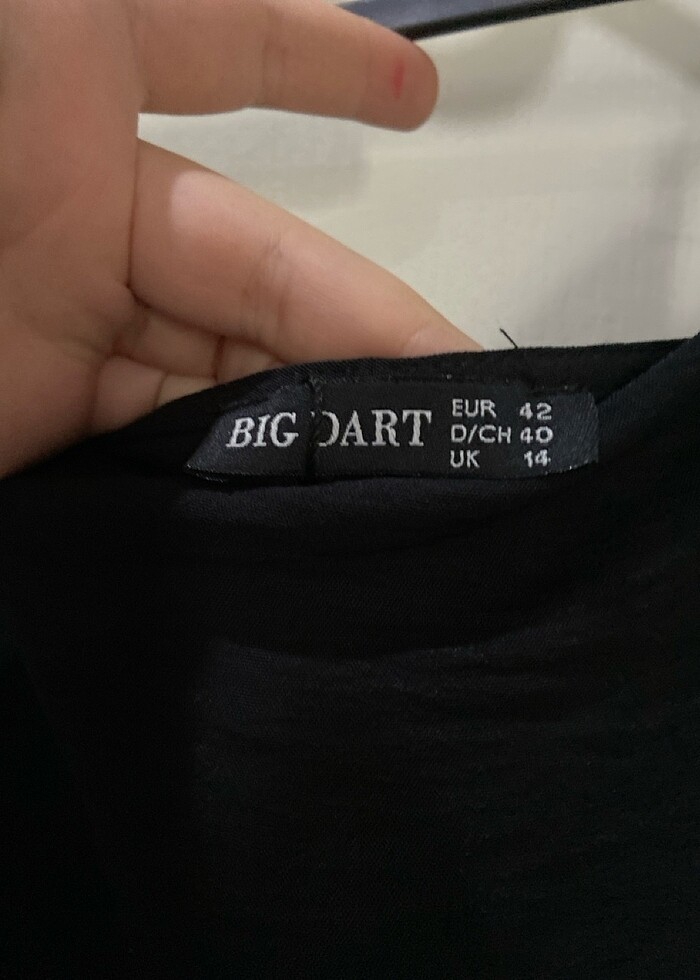 BIG DART
EUR 42
D/CH 40
UK 14